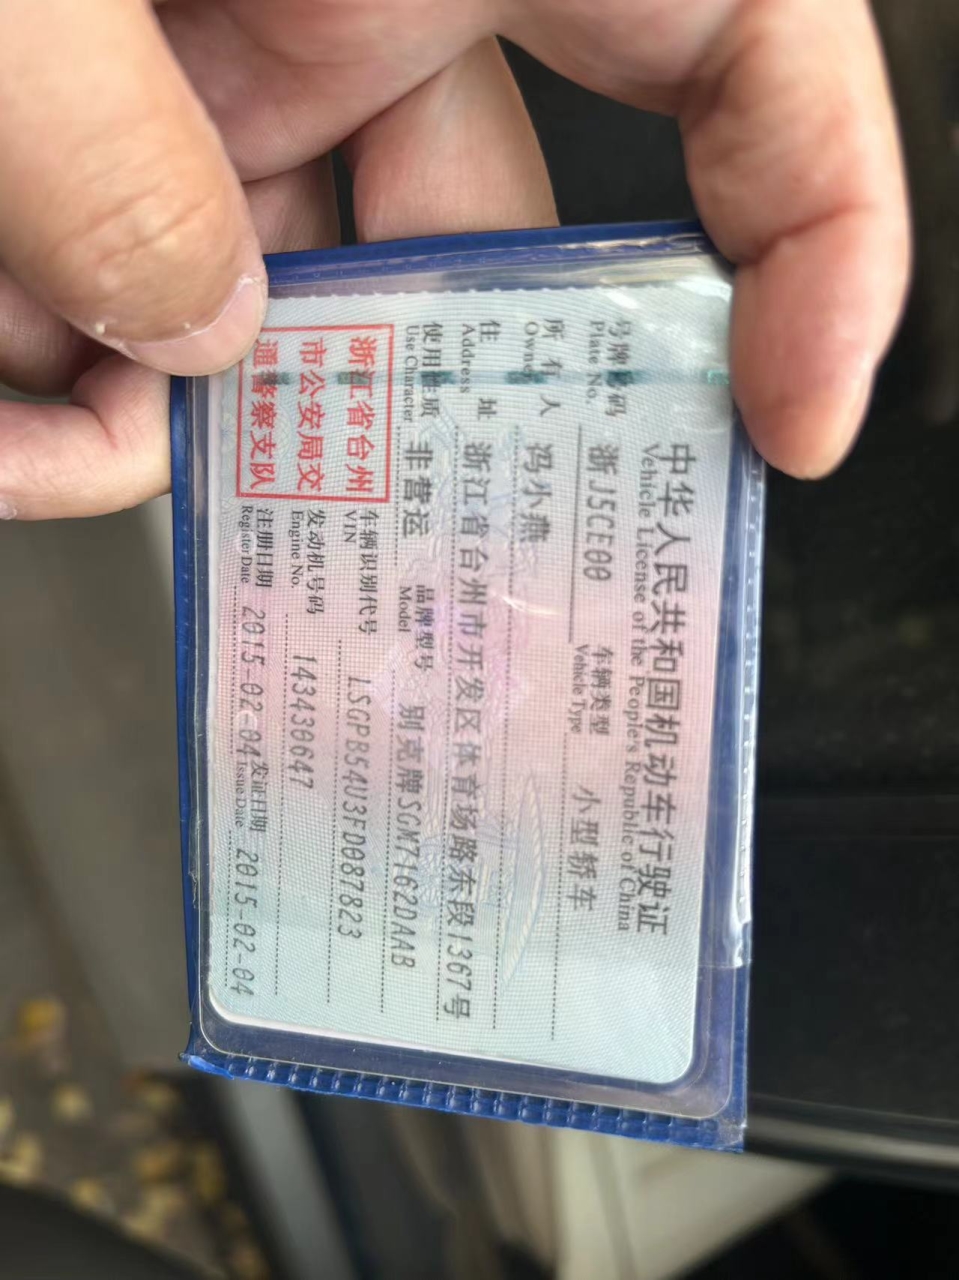 中华人民共和国机动车行驶证
Vehicle License of the People's Republic of China
号牌号码 浙J5CE00 车辆类型 小型轿车
Plate No. Vehicle Type
所有人 冯小燕
Owner
住址 浙江省台州市开发区体育场路东段1367号
Address
使用性质 非营运 品牌型号 别克牌SGM7162DAAB
Use Character Model
浙江省台州
市公安局交
通警察支队
车辆识别代号 LSGPB54U3FD087823
VIN
发动机号码 143430647
Engine No.
注册日期 2015-02-04 发证日期 2015-02-04
Register Date Issue Date